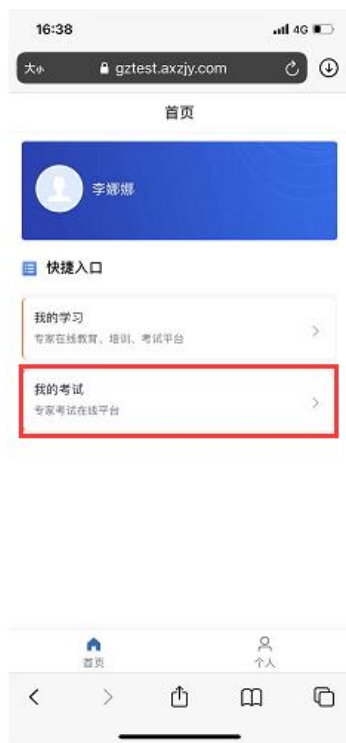 16:38
4G
大小 gztest.axzjy.com
首页
李娜娜
快捷入口
我的学习
专家在线教育、培训、考试平台
我的考试
专家考试在线平台
首页
个人